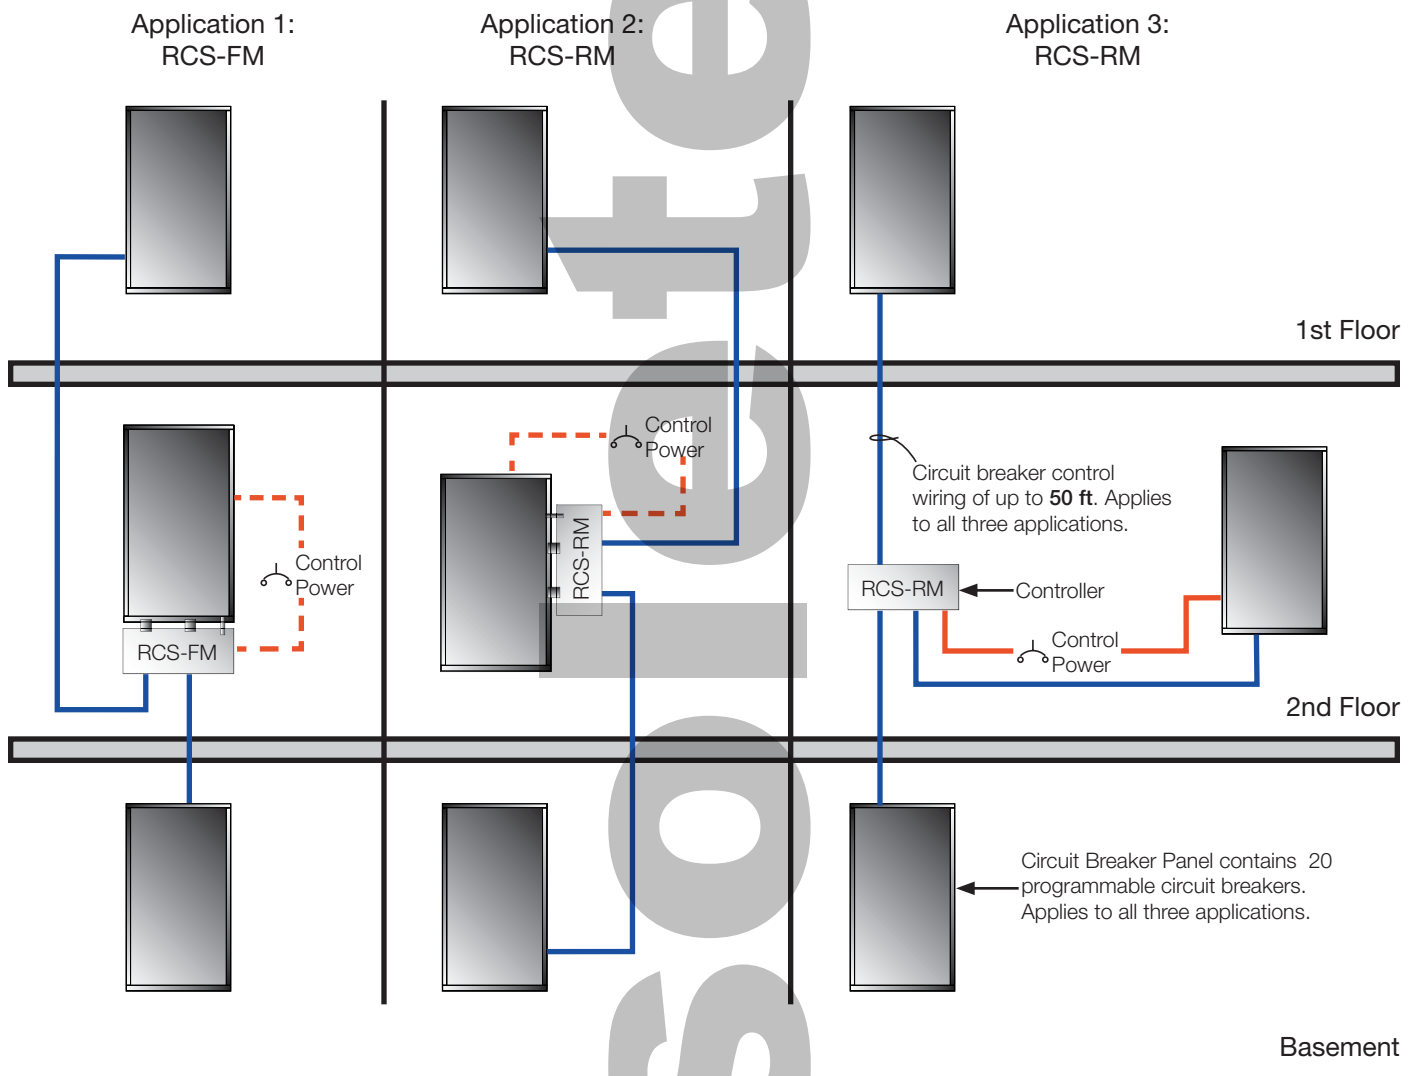 Application 1:
RCS-FM
Application 2:
RCS-RM
Application 3:
RCS-RM
1st Floor
Control
Power
Circuit breaker control
wiring of up to 50 ft. Applies
to all three applications.
Control
Power
RCS-FM
RCS-RM
RCS-RM
Controller
Control
Power
2nd Floor
Circuit Breaker Panel contains 20
programmable circuit breakers.
Applies to all three applications.
Basement
solete